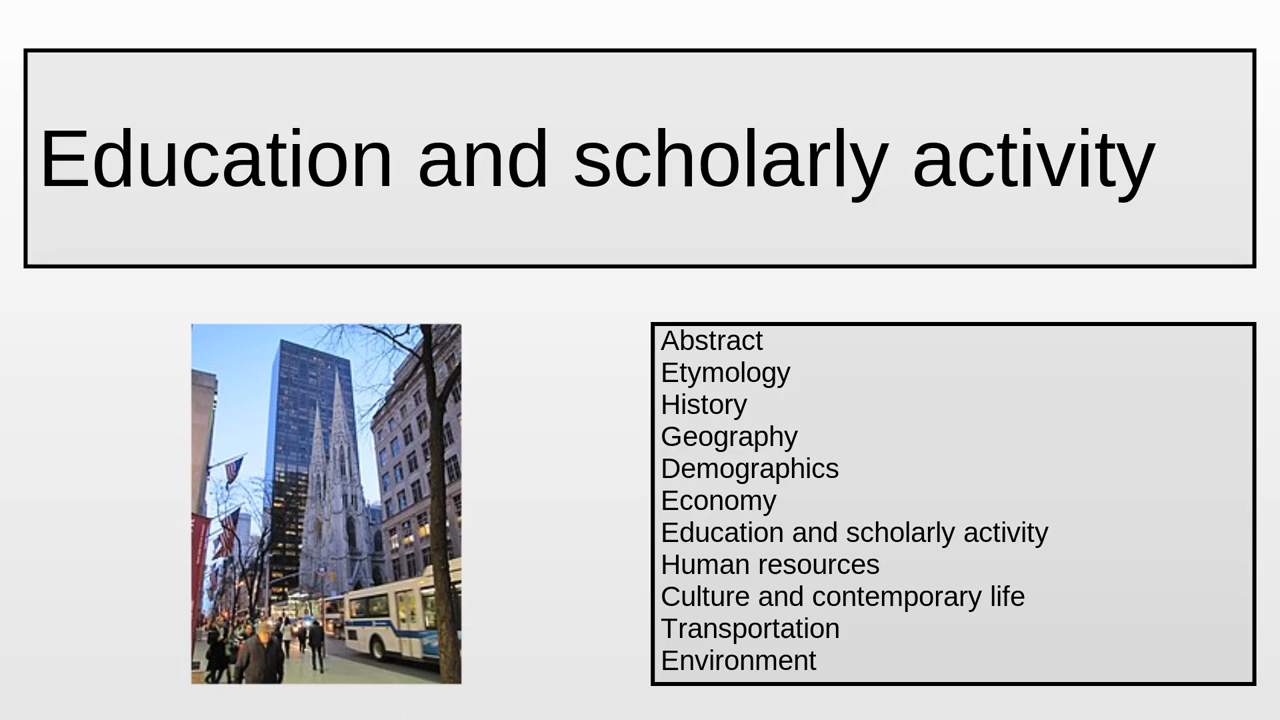 Education and scholarly activity
Abstract
Etymology
History
Geography
Demographics
Economy
Education and scholarly activity
Human resources
Culture and contemporary life
Transportation
Environment